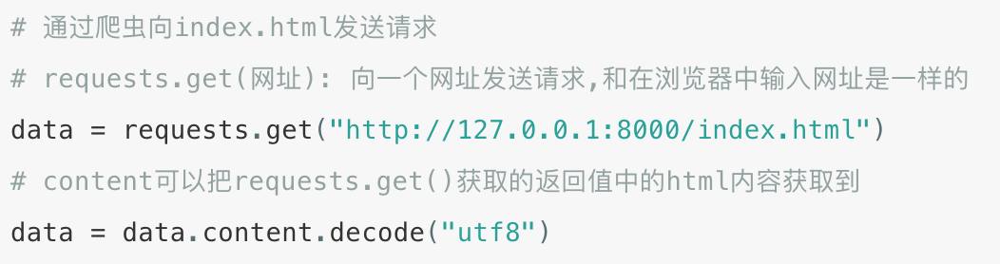 # 通过爬虫向index.html发送请求
# requests.get(网址): 向一个网址发送请求,和在浏览器中输入网址是一样的
data = requests.get("http://127.0.0.1:8000/index.html")
# content可以把requests.get()获取的返回值中的html内容获取到
data = data.content.decode("utf8")